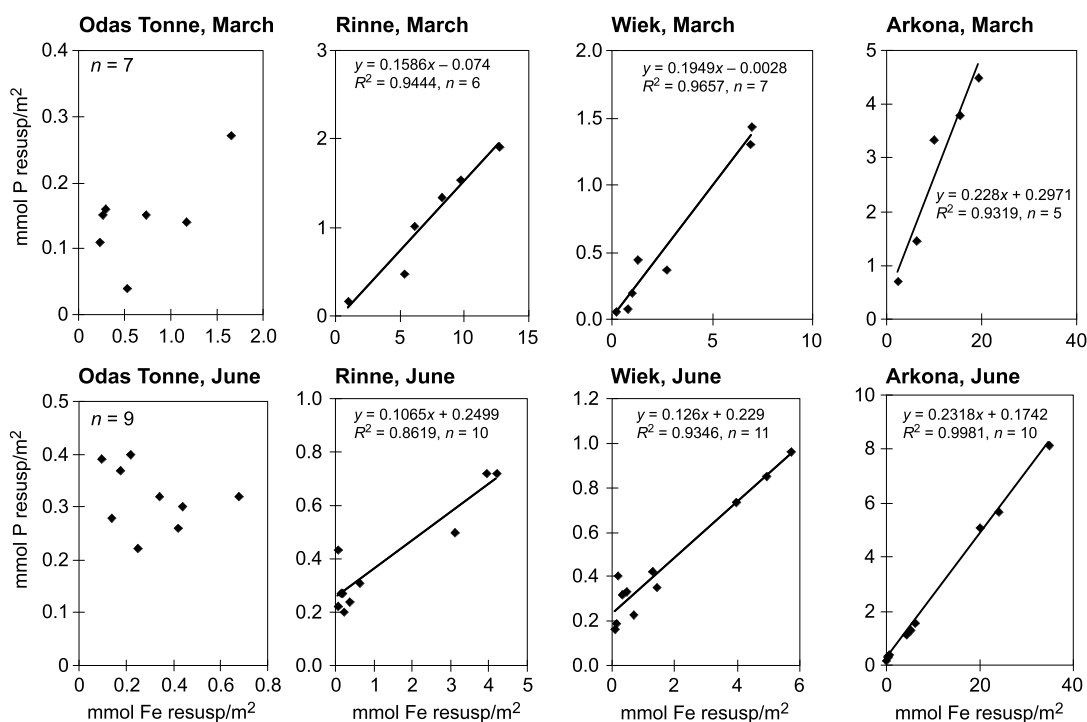 Odas Tonne, March
n = 7
mmol P resusp/m²
0.4
0.3
0.2
0.1
0
0 0.5 1.0 1.5 2.0
Rinne, March
y = 0.1586x – 0.074
R² = 0.9444, n = 6
3
2
1
0
0 5 10 15
Wiek, March
y = 0.1949x – 0.0028
R² = 0.9657, n = 7
2.0
1.5
1.0
0.5
0.0
0 5 10
Arkona, March
y = 0.228x + 0.2971
R² = 0.9319, n = 5
5
4
3
2
1
0
0 20 40
Odas Tonne, June
n = 9
mmol P resusp/m²
0.5
0.4
0.3
0.2
0.1
0
0 0.2 0.4 0.6 0.8
mmol Fe resusp/m²
Rinne, June
y = 0.1065x + 0.2499
R² = 0.8619, n = 10
1.0
0.8
0.6
0.4
0.2
0.0
0 1 2 3 4 5
mmol Fe resusp/m²
Wiek, June
y = 0.126x + 0.229
R² = 0.9346, n = 11
1.2
1.0
0.8
0.6
0.4
0.2
0.0
0 2 4 6
mmol Fe resusp/m²
Arkona, June
y = 0.2318x + 0.1742
R² = 0.9981, n = 10
10
8
6
4
2
0
0 20 40
mmol Fe resusp/m²